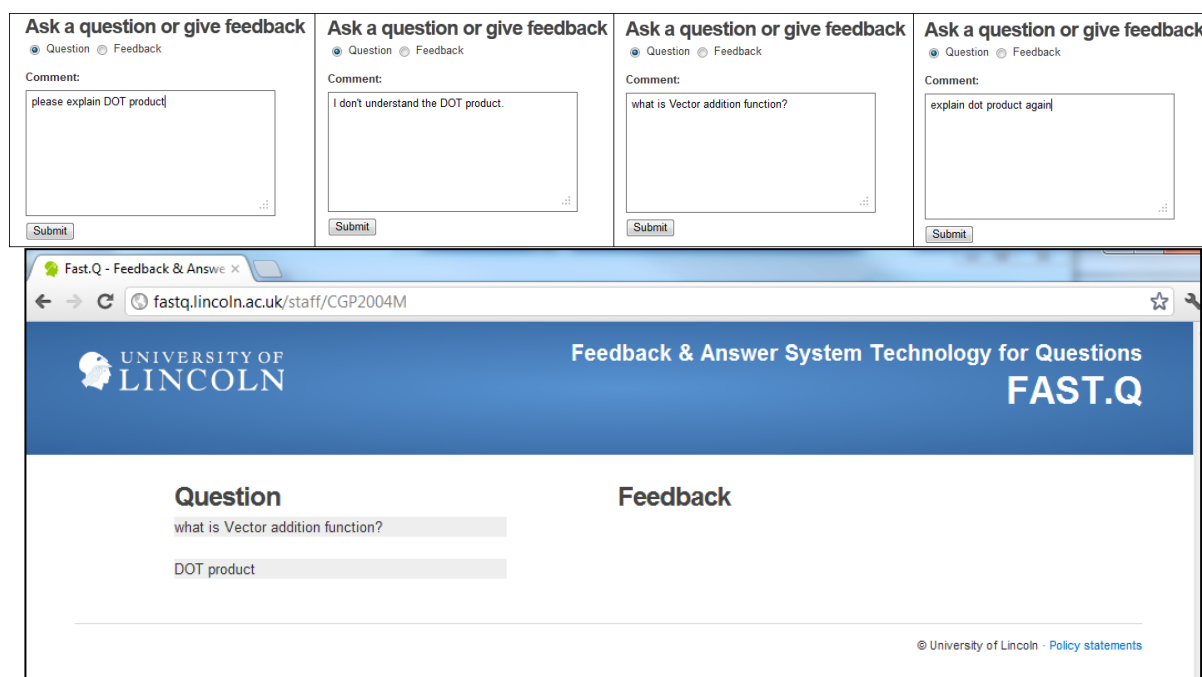 Ask a question or give feedback
Question Feedback
Comment:
please explain DOT product
Submit
Ask a question or give feedback
Question Feedback
Comment:
I don't understand the DOT product.
Submit
Ask a question or give feedback
Question Feedback
Comment:
what is Vector addition function?
Submit
Ask a question or give feedback
Question Feedback
Comment:
explain dot product again
Submit
Fast.Q - Feedback & Answe
fastq.lincoln.ac.uk/staff/CGP2004M
UNIVERSITY OF
LINCOLN
Feedback & Answer System Technology for Questions
FAST.Q
Question
what is Vector addition function?
DOT product
Feedback
© University of Lincoln · Policy statements